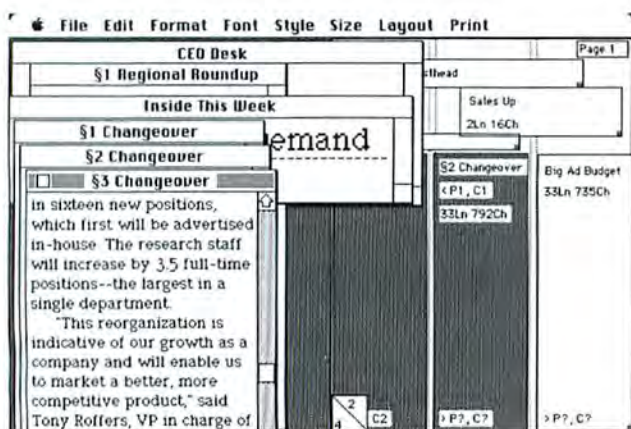 File Edit Format Font Style Size Layout Print
CEO Desk
Page 1
§1 Regional Roundup
sthead
Inside This Week
Sales Up
2Ln 16Ch
§1 Changeover
emand
§2 Changeover
§3 Changeover
§2 Changeover
<P1, C1
33Ln 792Ch
Big Ad Budget
33Ln 735Ch
in sixteen new positions,
which first will be advertised
in-house. The research staff
will increase by 3.5 full-time
positions--the largest in a
single department.
"This reorganization is
indicative of our growth as a
company and will enable us
to market a better, more
competitive product," said
Tony Roffers, VP in charge of
2
4
C2
>P?, C?
>P?, C?